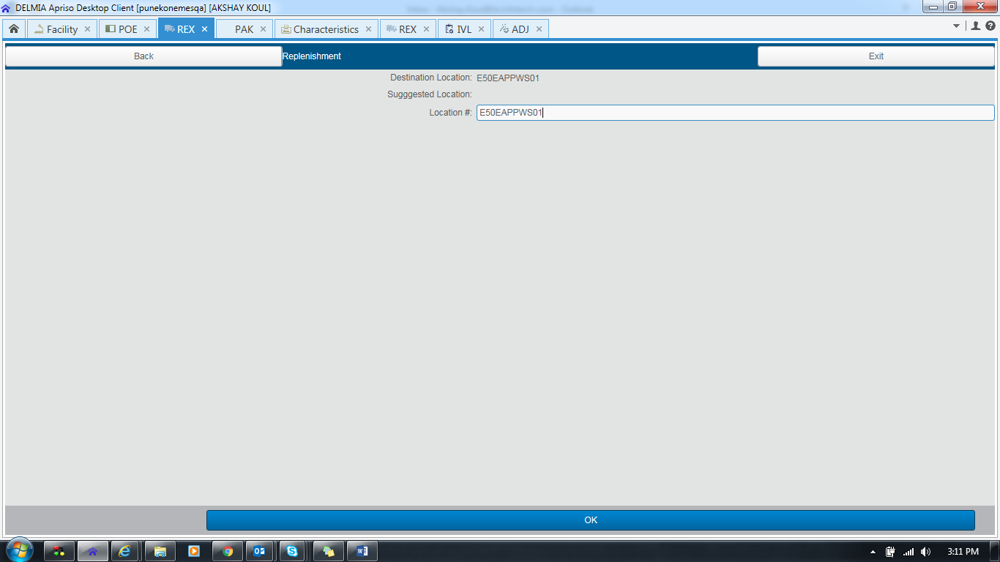 DELMIA Apriso Desktop Client [punekonemesqa] [AKSHAY KOUL]
Facility POE REX PAK Characteristics REX IVL ADJ
Back Replenishment Exit
Destination Location: E50EAPPWS01
Sugggested Location:
Location #: E50EAPPWS01
OK
3:11 PM